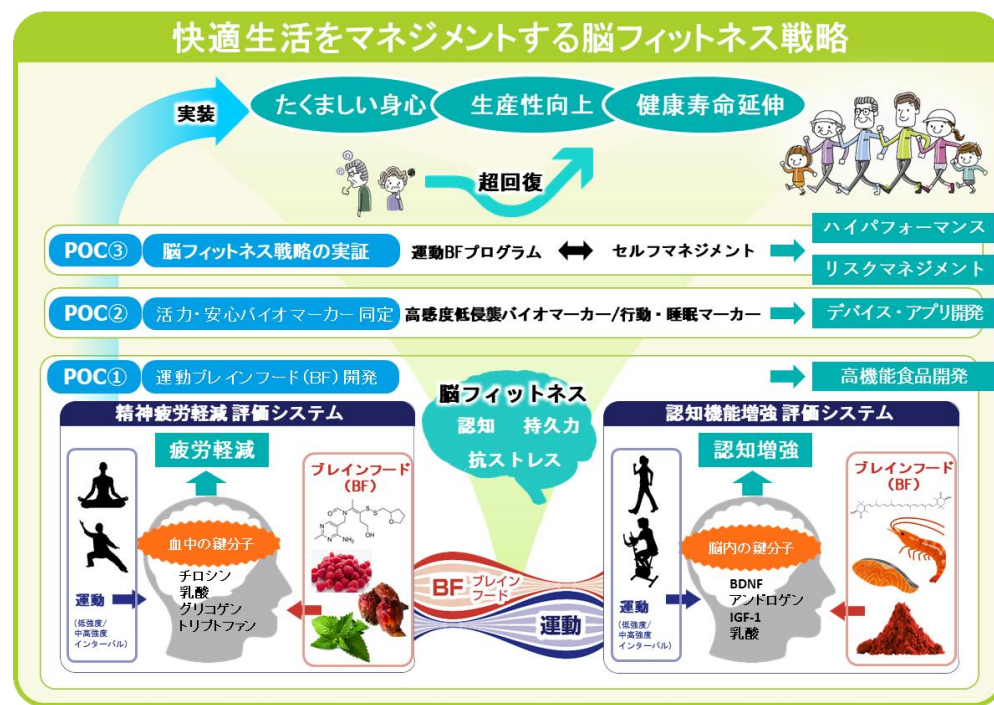 快適生活をマネジメントする脳フィットネス戦略
実装
たくましい身心
生産性向上
健康寿命延伸
超回復
POC③
脳フィットネス戦略の実証
運動BFプログラム
セルフマネジメント
ハイパフォーマンス
リスクマネジメント
POC②
活力・安心バイオマーカー同定
高感度低侵襲バイオマーカー/行動・睡眠マーカー
デバイス・アプリ開発
POC①
運動ブレインフード(BF)開発
高機能食品開発
脳フィットネス
認知 持久力
抗ストレス
精神疲労軽減 評価システム
疲労軽減
ブレインフード
(BF)
O
N
S-S
O
N
N
NH₂
OH
血中の鍵分子
チロシン
乳酸
グリコゲン
トリプトファン
運動
(低強度/
中高強度
インターバル)
BF ブレイン
フード
運動
認知機能増強 評価システム
認知増強
ブレインフード
(BF)
脳内の鍵分子
BDNF
アンドロゲン
IGF-1
乳酸
運動
(低強度/
中高強度
インターバル)